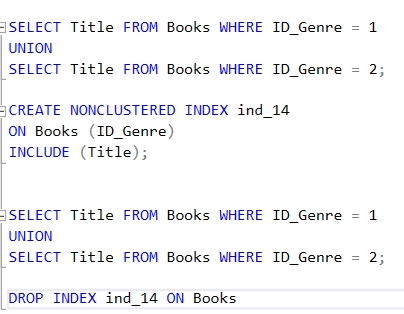 SELECT Title FROM Books WHERE ID_Genre = 1
UNION
SELECT Title FROM Books WHERE ID_Genre = 2;
CREATE NONCLUSTERED INDEX ind_14
ON Books (ID_Genre)
INCLUDE (Title);
SELECT Title FROM Books WHERE ID_Genre = 1
UNION
SELECT Title FROM Books WHERE ID_Genre = 2;
DROP INDEX ind_14 ON Books